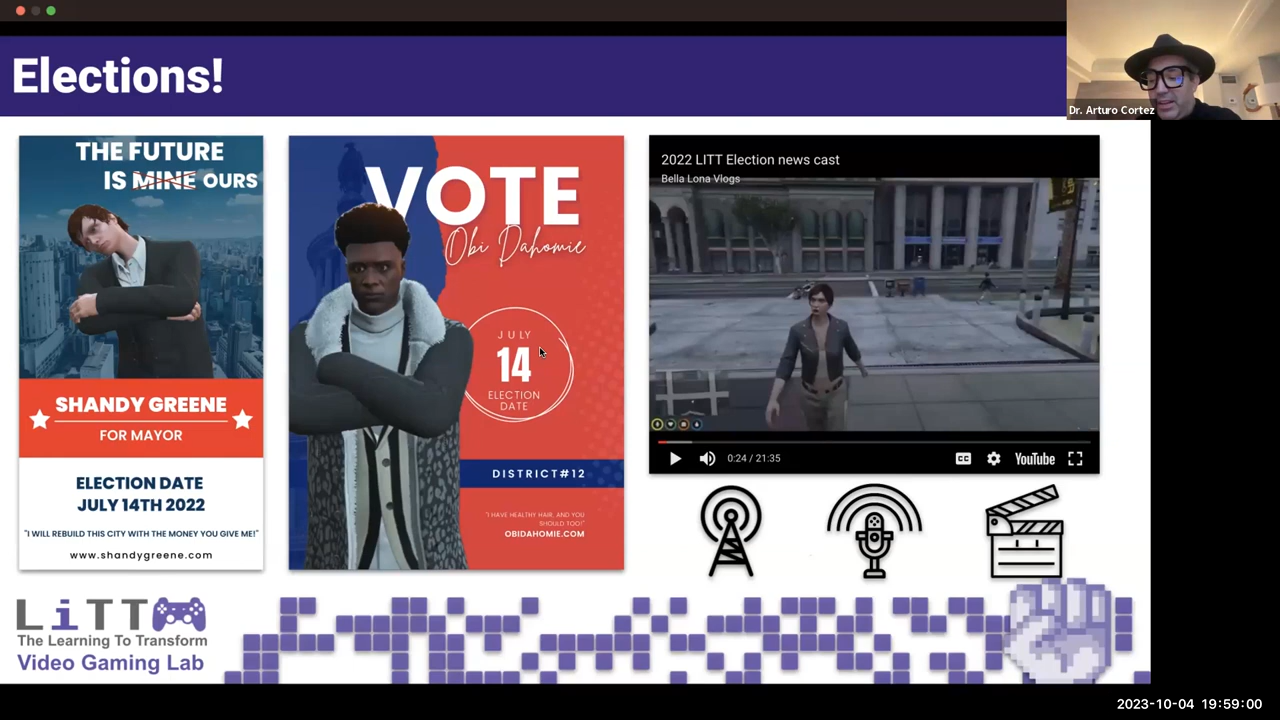 Elections!
Dr. Arturo Cortez
THE FUTURE
IS MINE OURS
SHANDY GREENE
FOR MAYOR
ELECTION DATE
JULY 14TH 2022
"I WILL REBUILD THIS CITY WITH THE MONEY YOU GIVE ME!"
www.shandygreene.com
VOTE
Obi Dahomie
JULY
14
ELECTION
DATE
DISTRICT#12
"I HAVE HEALTHY HAIR, AND YOU
SHOULD TOO!"
OBIDAHOMIE.COM
2022 LITT Election news cast
Bella Lona Vlogs
0:24 / 21:35
CC
YouTube
LiTT
The Learning To Transform
Video Gaming Lab
2023-10-04 19:59:00